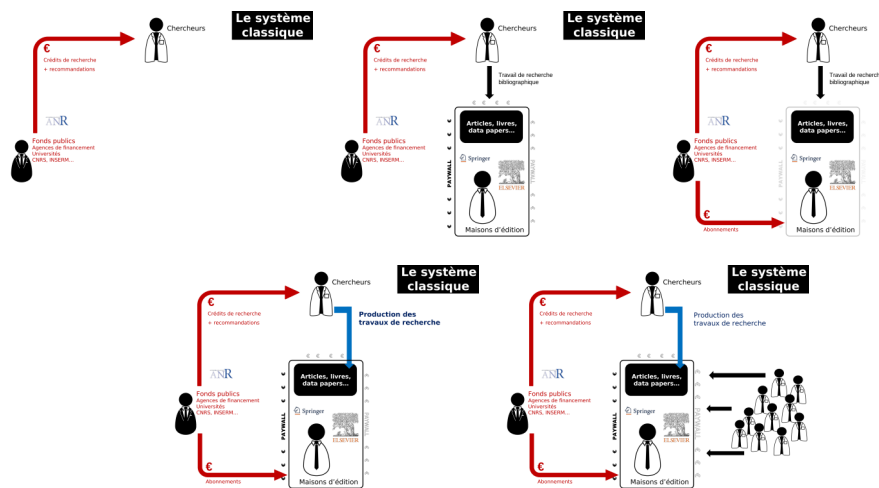 Le système
classique
Chercheurs
€
Crédits de recherche
+ recommandations
ANR
Fonds publics
Agences de financement
Universités
CNRS, INSERM...
Le système
classique
Chercheurs
€
Crédits de recherche
+ recommandations
Travail de recherche
bibliographique
€ € € €
ANR
Articles, livres,
data papers...
Fonds publics
Agences de financement
Universités
CNRS, INSERM...
Springer
ELSEVIER
PAYWALL
PAYWALL
Maisons d'édition
Chercheurs
€
Crédits de recherche
+ recommandations
Travail de recherche
bibliographique
ANR
Articles, livres,
data papers...
Fonds publics
Agences de financement
Universités
CNRS, INSERM...
Springer
ELSEVIER
PAYWALL
PAYWALL
€
Abonnements
Maisons d'édition
Le système
classique
Chercheurs
€
Crédits de recherche
+ recommandations
Production des
travaux de recherche
€ € € €
ANR
Articles, livres,
data papers...
Fonds publics
Agences de financement
Universités
CNRS, INSERM...
Springer
ELSEVIER
PAYWALL
PAYWALL
€
Abonnements
Maisons d'édition
Le système
classique
Chercheurs
€
Crédits de recherche
+ recommandations
Production des
travaux de recherche
€ € € €
ANR
Articles, livres,
data papers...
Fonds publics
Agences de financement
Universités
CNRS, INSERM...
Springer
ELSEVIER
PAYWALL
PAYWALL
€
Abonnements
Maisons d'édition